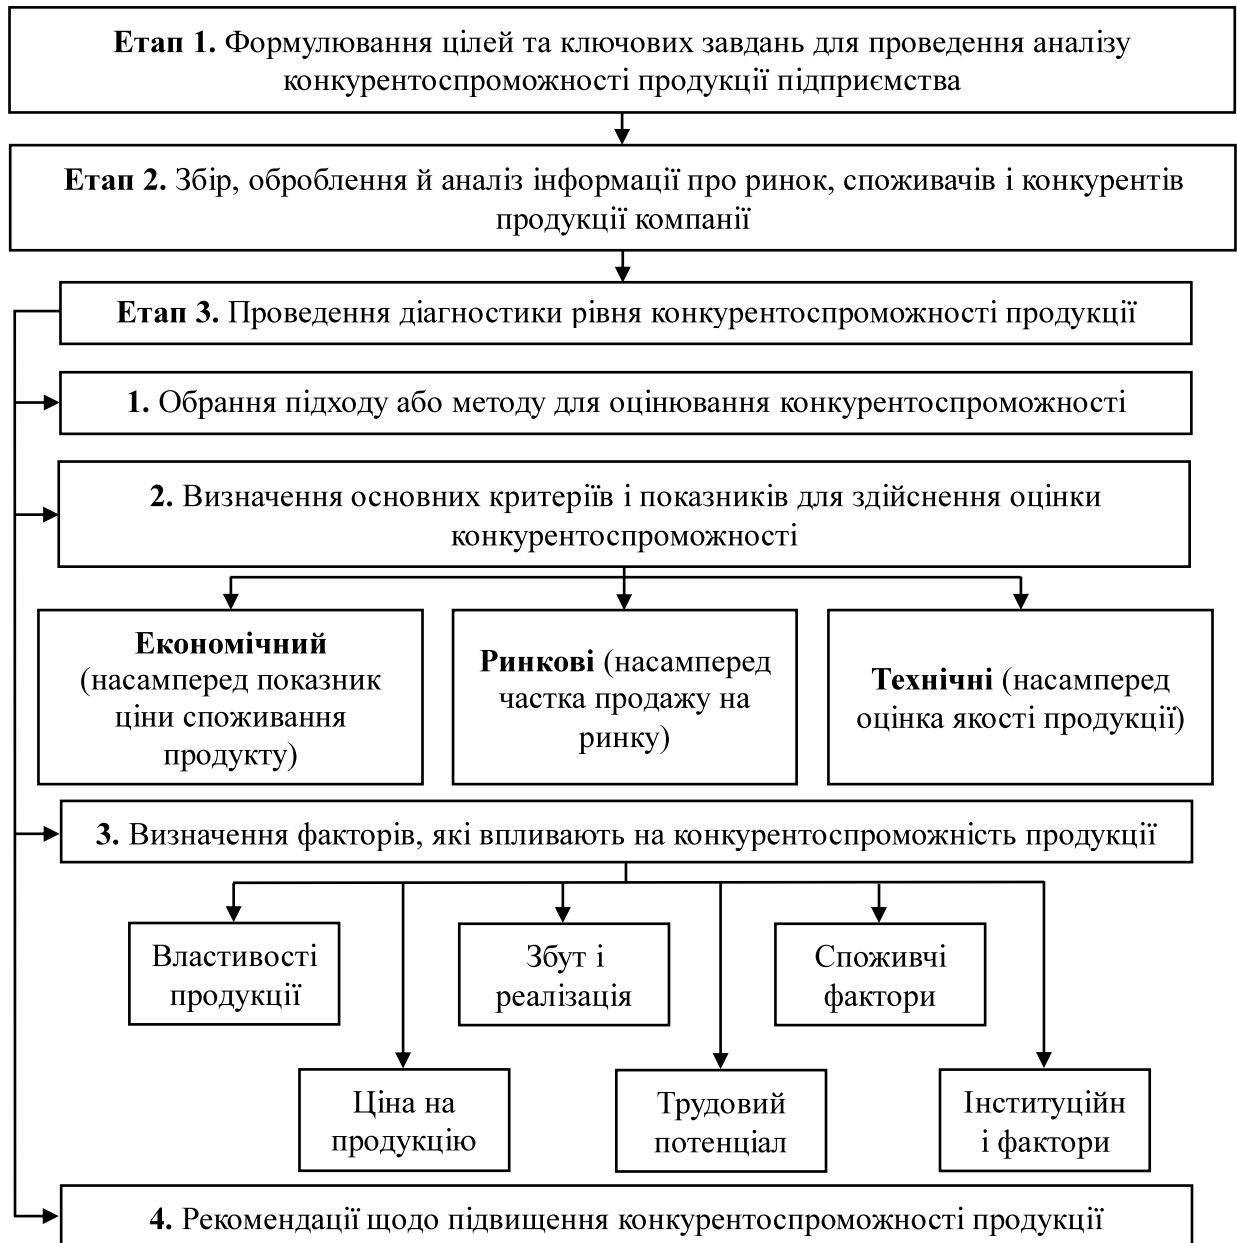 Етап 1. Формулювання цілей та ключових завдань для проведення аналізу
конкурентоспроможності продукції підприємства
Етап 2. Збір, оброблення й аналіз інформації про ринок, споживачів і конкурентів
продукції компанії
Етап 3. Проведення діагностики рівня конкурентоспроможності продукції
1. Обрання підходу або методу для оцінювання конкурентоспроможності
2. Визначення основних критеріїв і показників для здійснення оцінки
конкурентоспроможності
Економічний
(насамперед показник
ціни споживання
продукту)
Ринкові (насамперед
частка продажу на
ринку)
Технічні (насамперед
оцінка якості продукції)
3. Визначення факторів, які впливають на конкурентоспроможність продукції
Властивості
продукції
Збут і
реалізація
Споживчі
фактори
Ціна на
продукцію
Трудовий
потенціал
Інституційн
і фактори
4. Рекомендації щодо підвищення конкурентоспроможності продукції